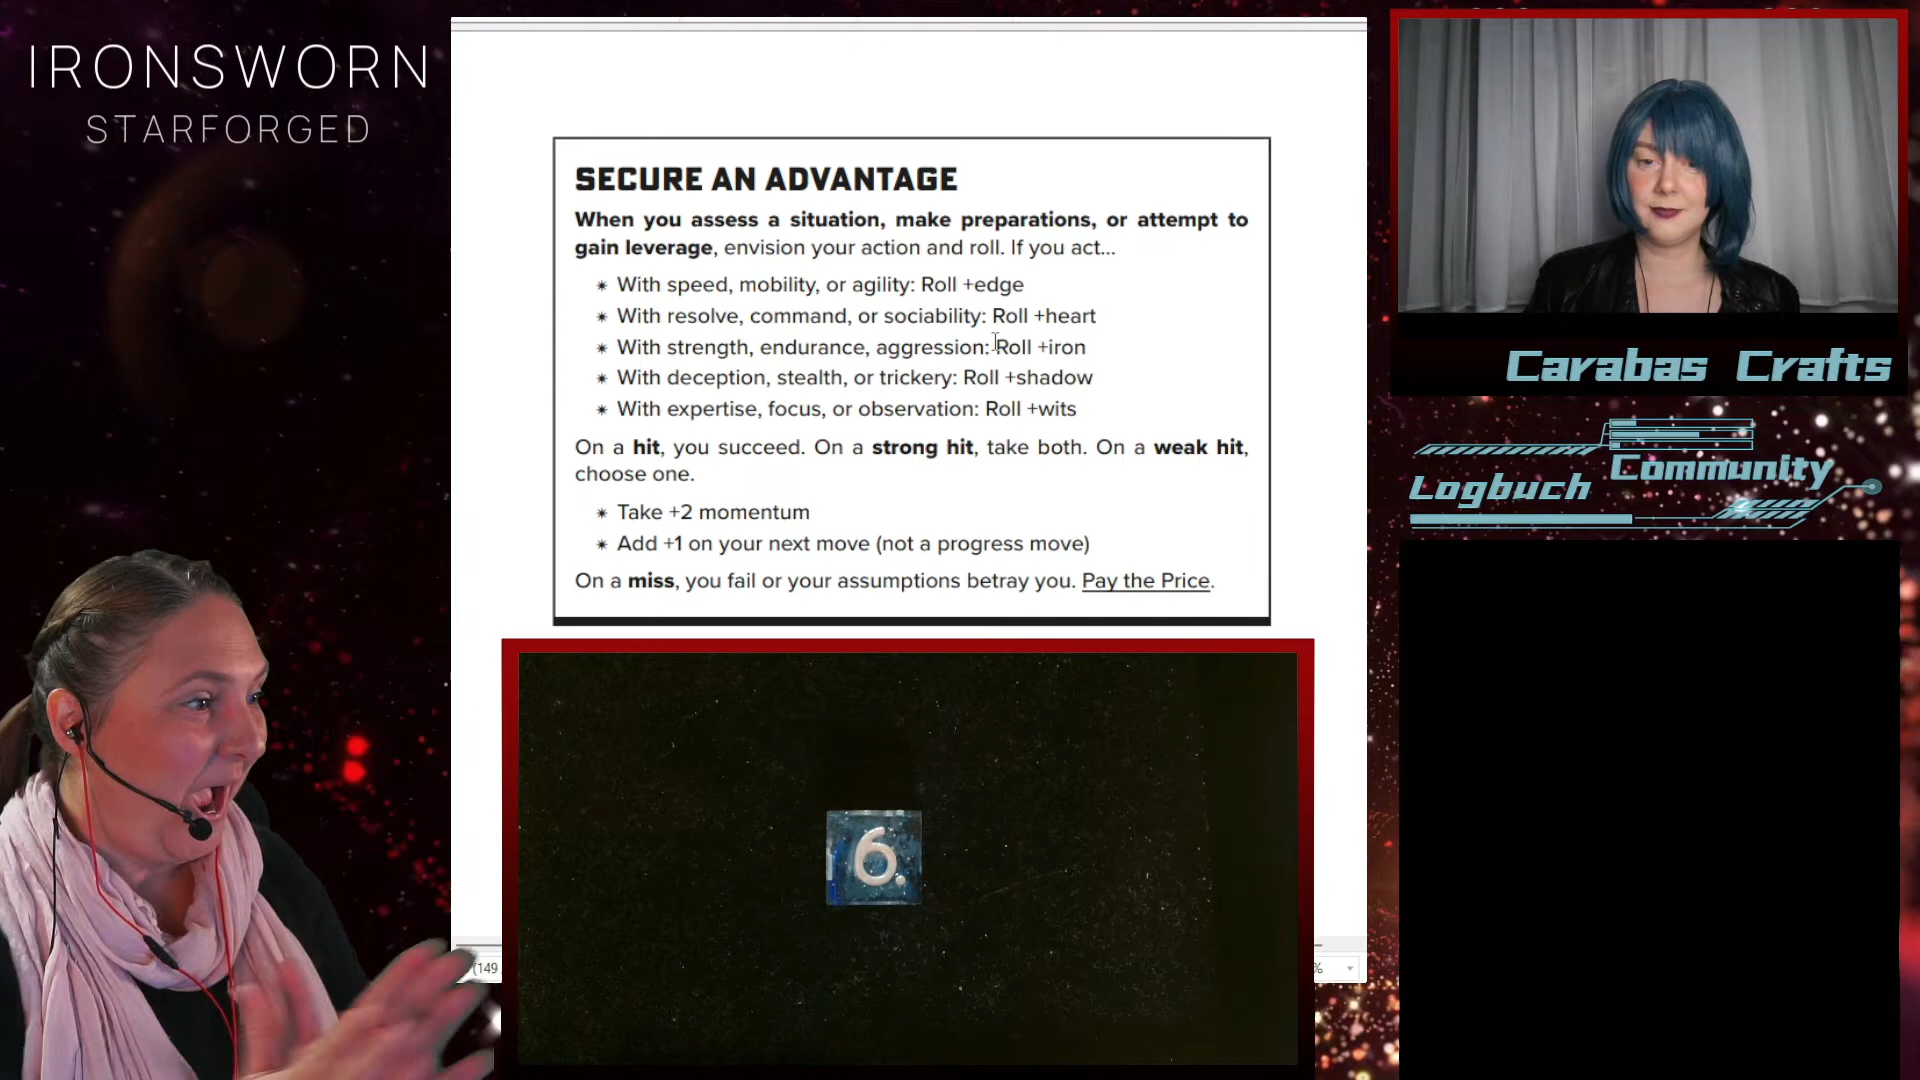 IRONSWORN
STARFORGED
SECURE AN ADVANTAGE
When you assess a situation, make preparations, or attempt to
gain leverage, envision your action and roll. If you act...
✴ With speed, mobility, or agility: Roll +edge
✴ With resolve, command, or sociability: Roll +heart
✴ With strength, endurance, aggression: Roll +iron
✴ With deception, stealth, or trickery: Roll +shadow
✴ With expertise, focus, or observation: Roll +wits
On a hit, you succeed. On a strong hit, take both. On a weak hit,
choose one.
✴ Take +2 momentum
✴ Add +1 on your next move (not a progress move)
On a miss, you fail or your assumptions betray you. Pay the Price.
6.
(149
%
Carabas Crafts
Community
Logbuch